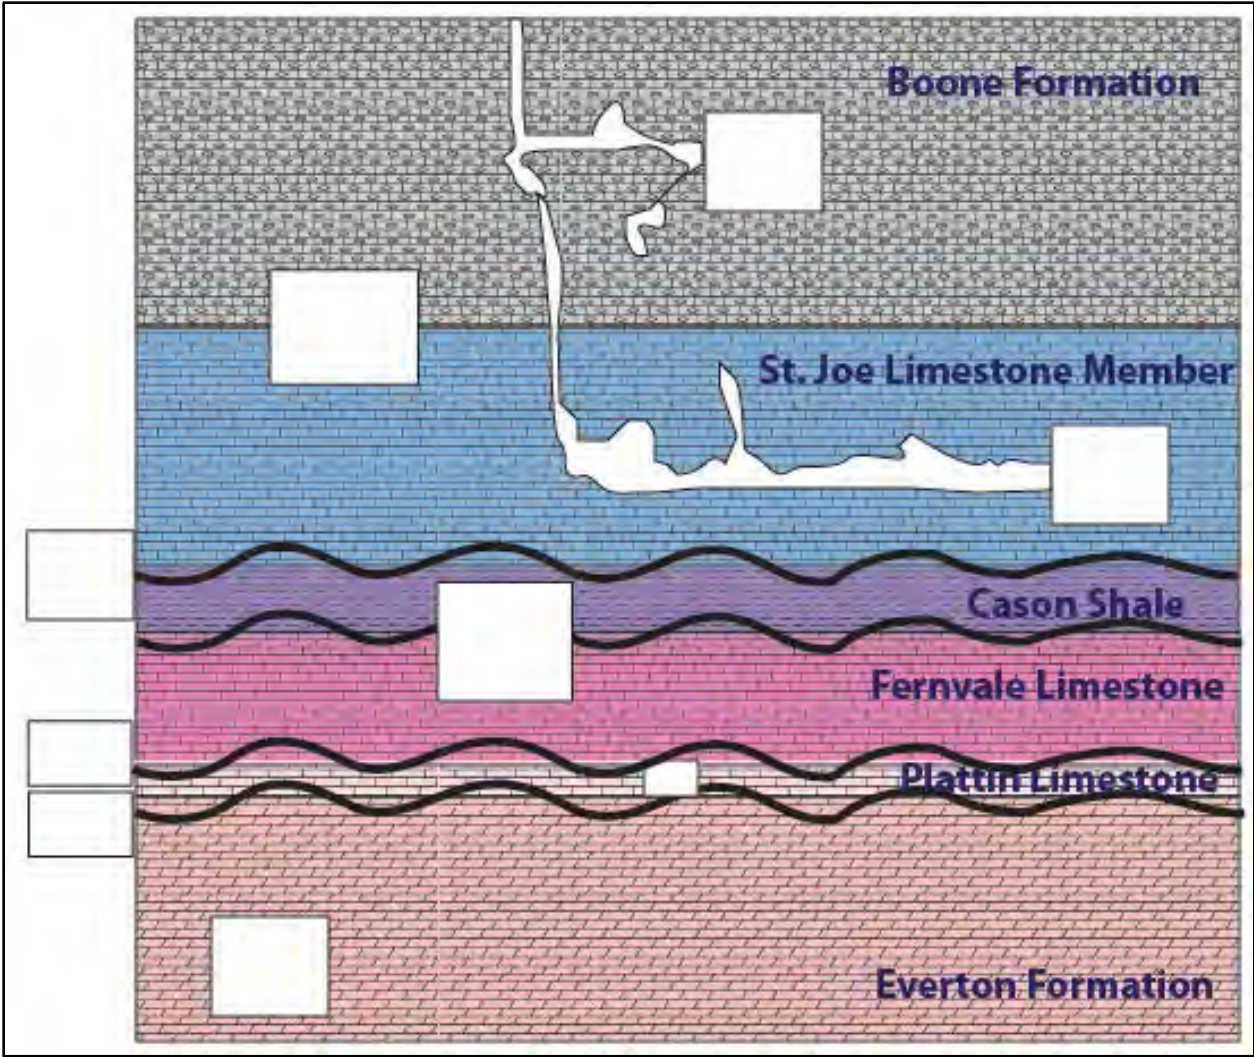 Boone Formation
St. Joe Limestone Member
Cason Shale
Fernvale Limestone
Plattin Limestone
Everton Formation